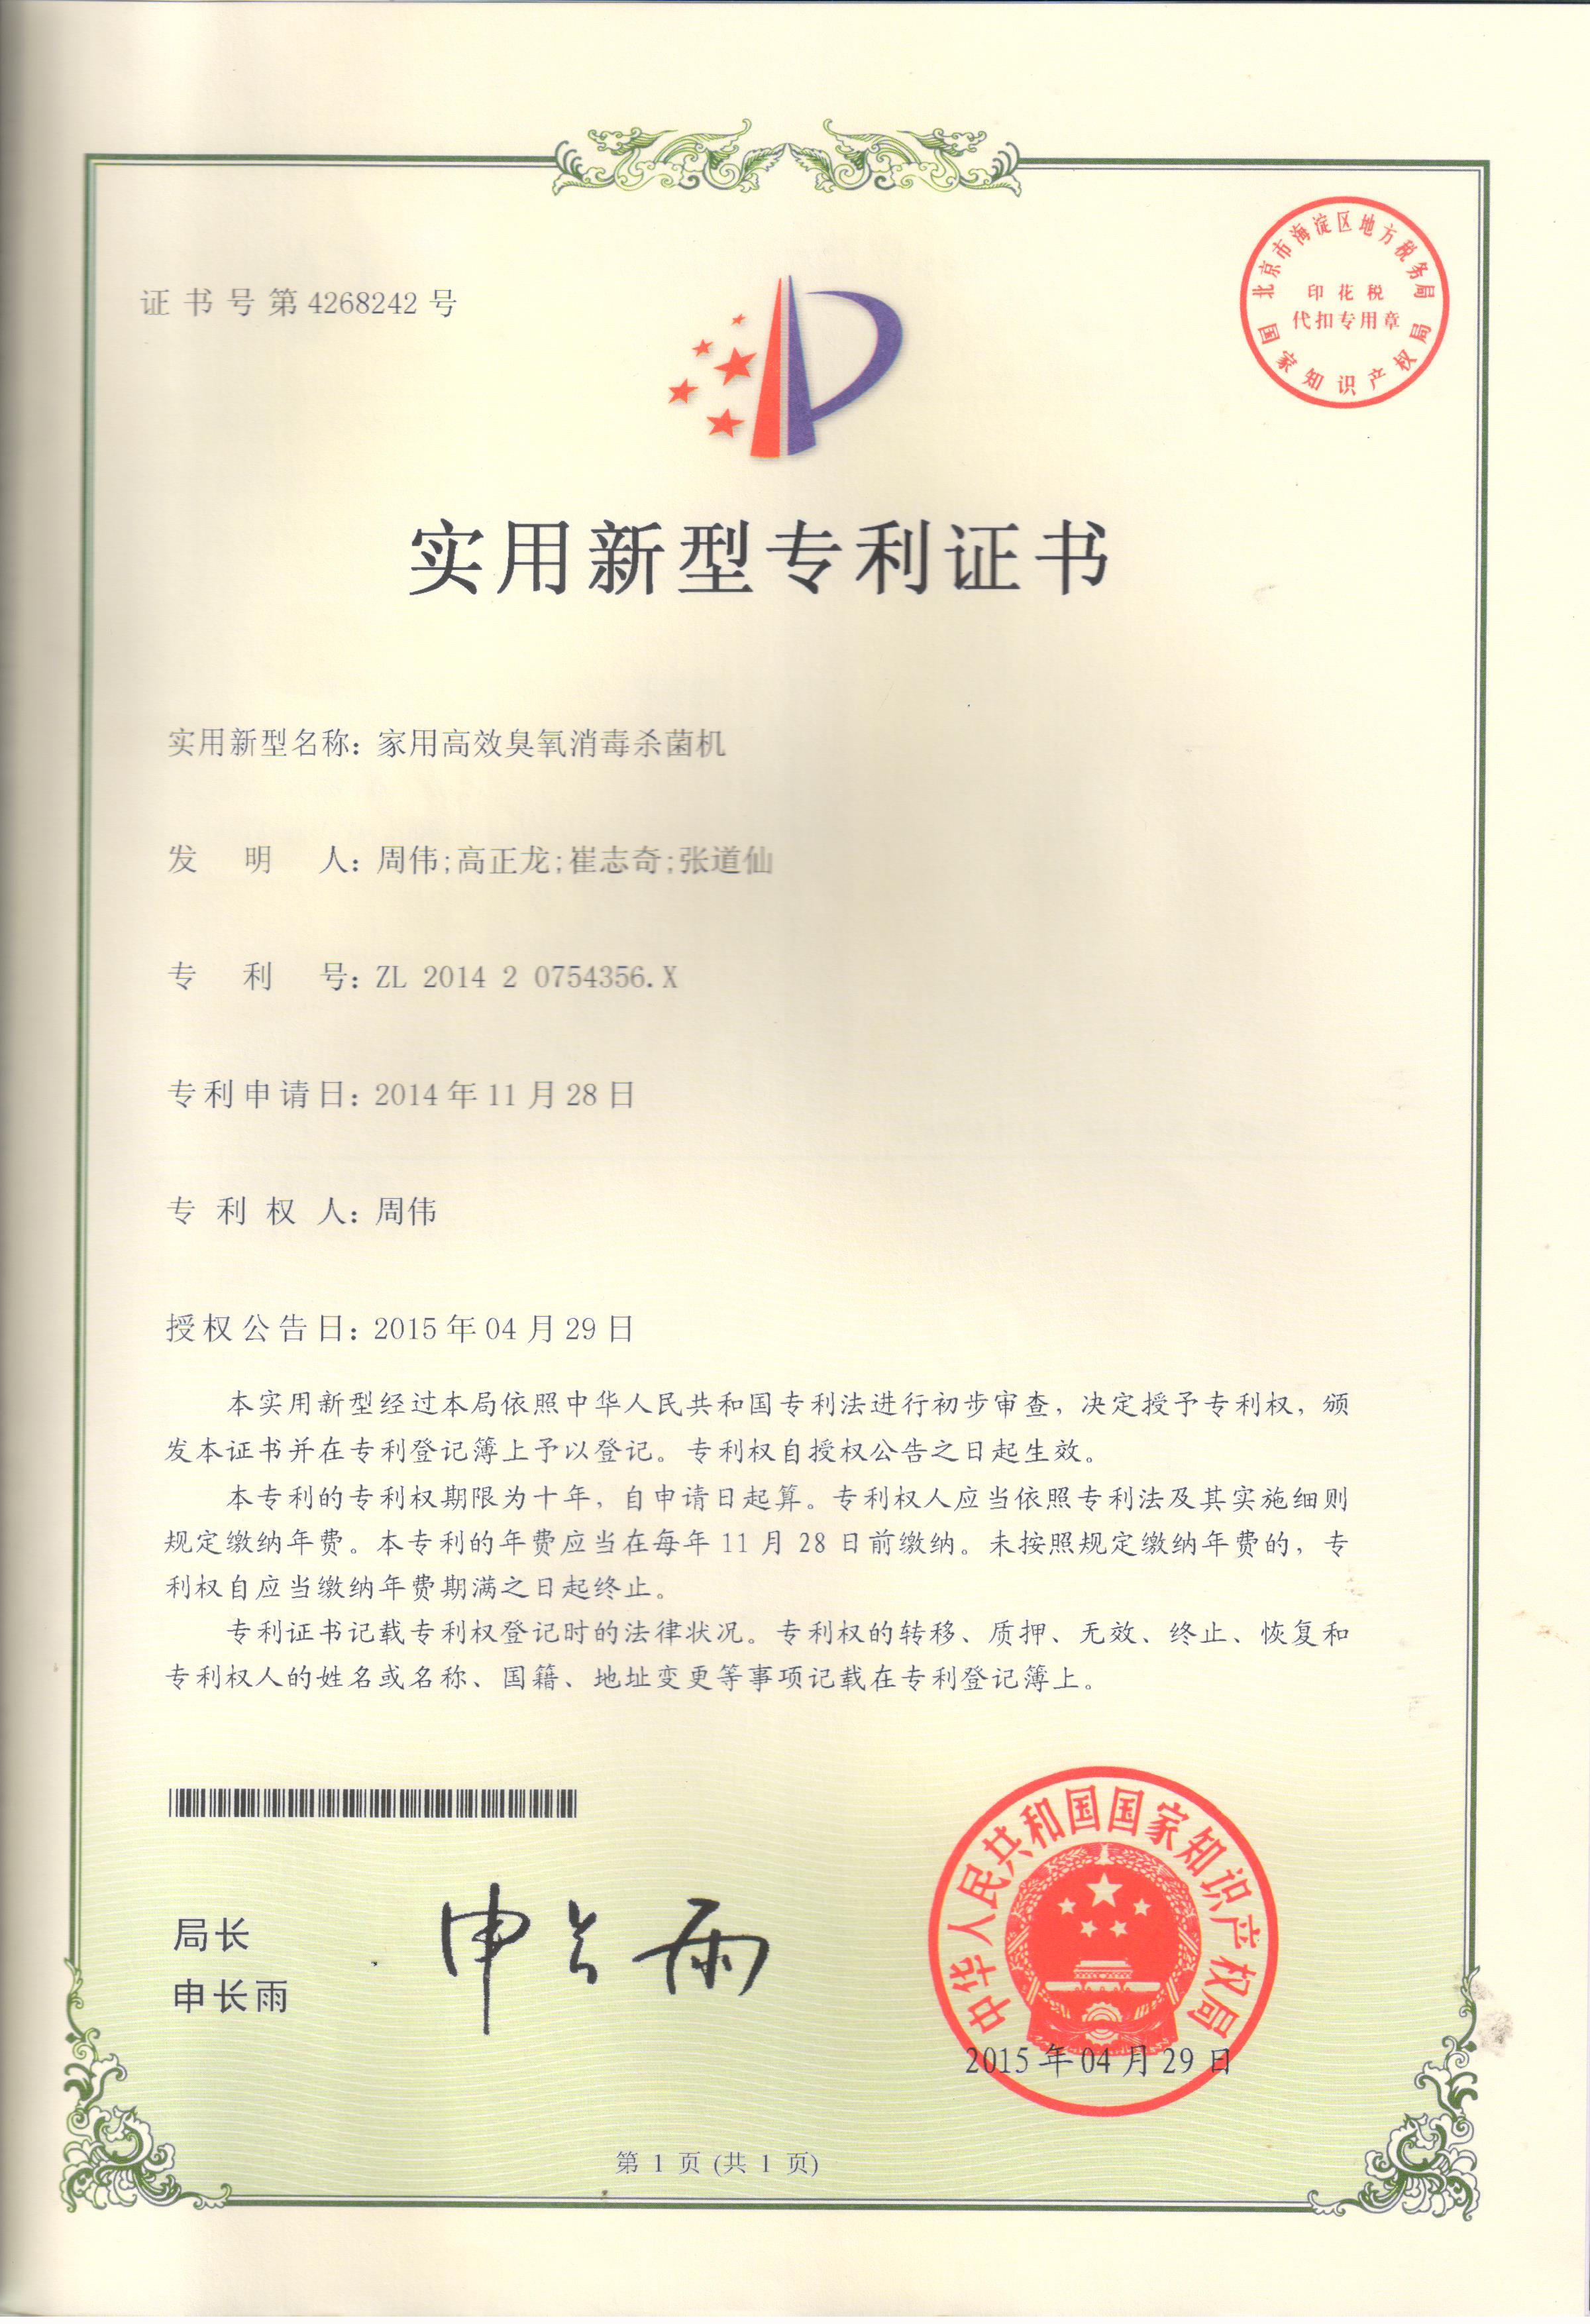 证书号第4268242号
北京市海淀区地方税务局
印花税
代扣专用章
国家知识产权局
实用新型专利证书
实用新型名称：家用高效臭氧消毒杀菌机
发明人：周伟;高正龙;崔志奇;张道仙
专利号：ZL 2014 2 0754356.X
专利申请日：2014年11月28日
专利权人：周伟
授权公告日：2015年04月29日
本实用新型经过本局依照中华人民共和国专利法进行初步审查，决定授予专利权，颁
发本证书并在专利登记簿上予以登记。专利权自授权公告之日起生效。
本专利的专利权期限为十年，自申请日起算。专利权人应当依照专利法及其实施细则
规定缴纳年费。本专利的年费应当在每年11月28日前缴纳。未按照规定缴纳年费的，专
利权自应当缴纳年费期满之日起终止。
专利证书记载专利权登记时的法律状况。专利权的转移、质押、无效、终止、恢复和
专利权人的姓名或名称、国籍、地址变更等事项记载在专利登记簿上。
局长
申长雨
申长雨
中华人民共和国国家知识产权局
2015年04月29日
第1页(共1页)